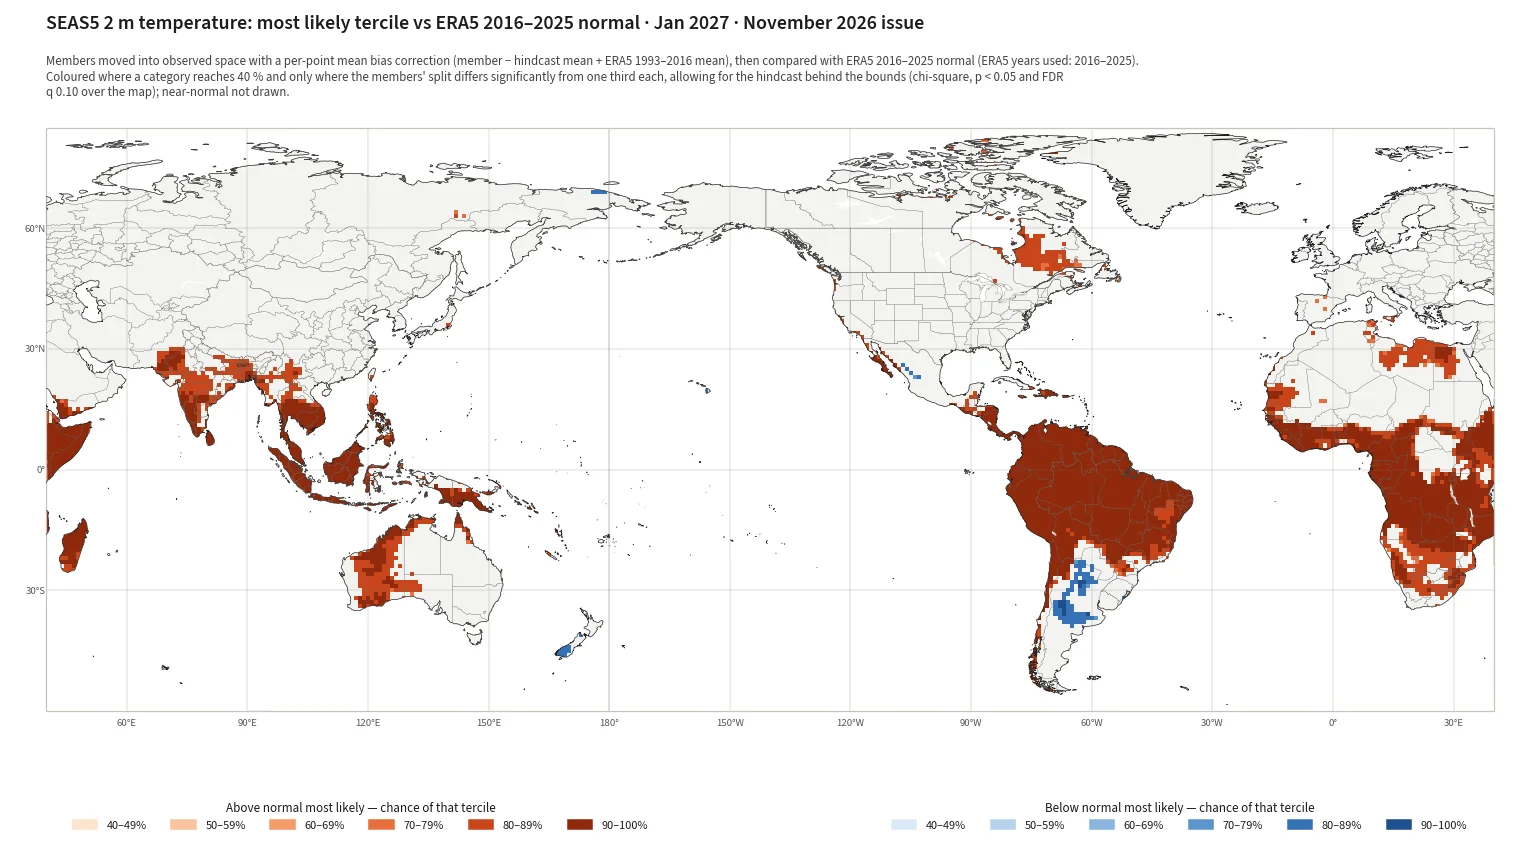 SEAS5 2 m temperature: most likely tercile vs ERA5 2016–2025 normal · Jan 2027 · November 2026 issue
Members moved into observed space with a per-point mean bias correction (member − hindcast mean + ERA5 1993–2016 mean), then compared with ERA5 2016–2025 normal (ERA5 years used: 2016–2025).
Coloured where a category reaches 40 % and only where the members' split differs significantly from one third each, allowing for the hindcast behind the bounds (chi-square, p < 0.05 and FDR
q 0.10 over the map); near-normal not drawn.
60°N
30°N
0°
30°S
60°E 90°E 120°E 150°E 180° 150°W 120°W 90°W 60°W 30°W 0° 30°E
Above normal most likely — chance of that tercile
40–49% 50–59% 60–69% 70–79% 80–89% 90–100%
Below normal most likely — chance of that tercile
40–49% 50–59% 60–69% 70–79% 80–89% 90–100%